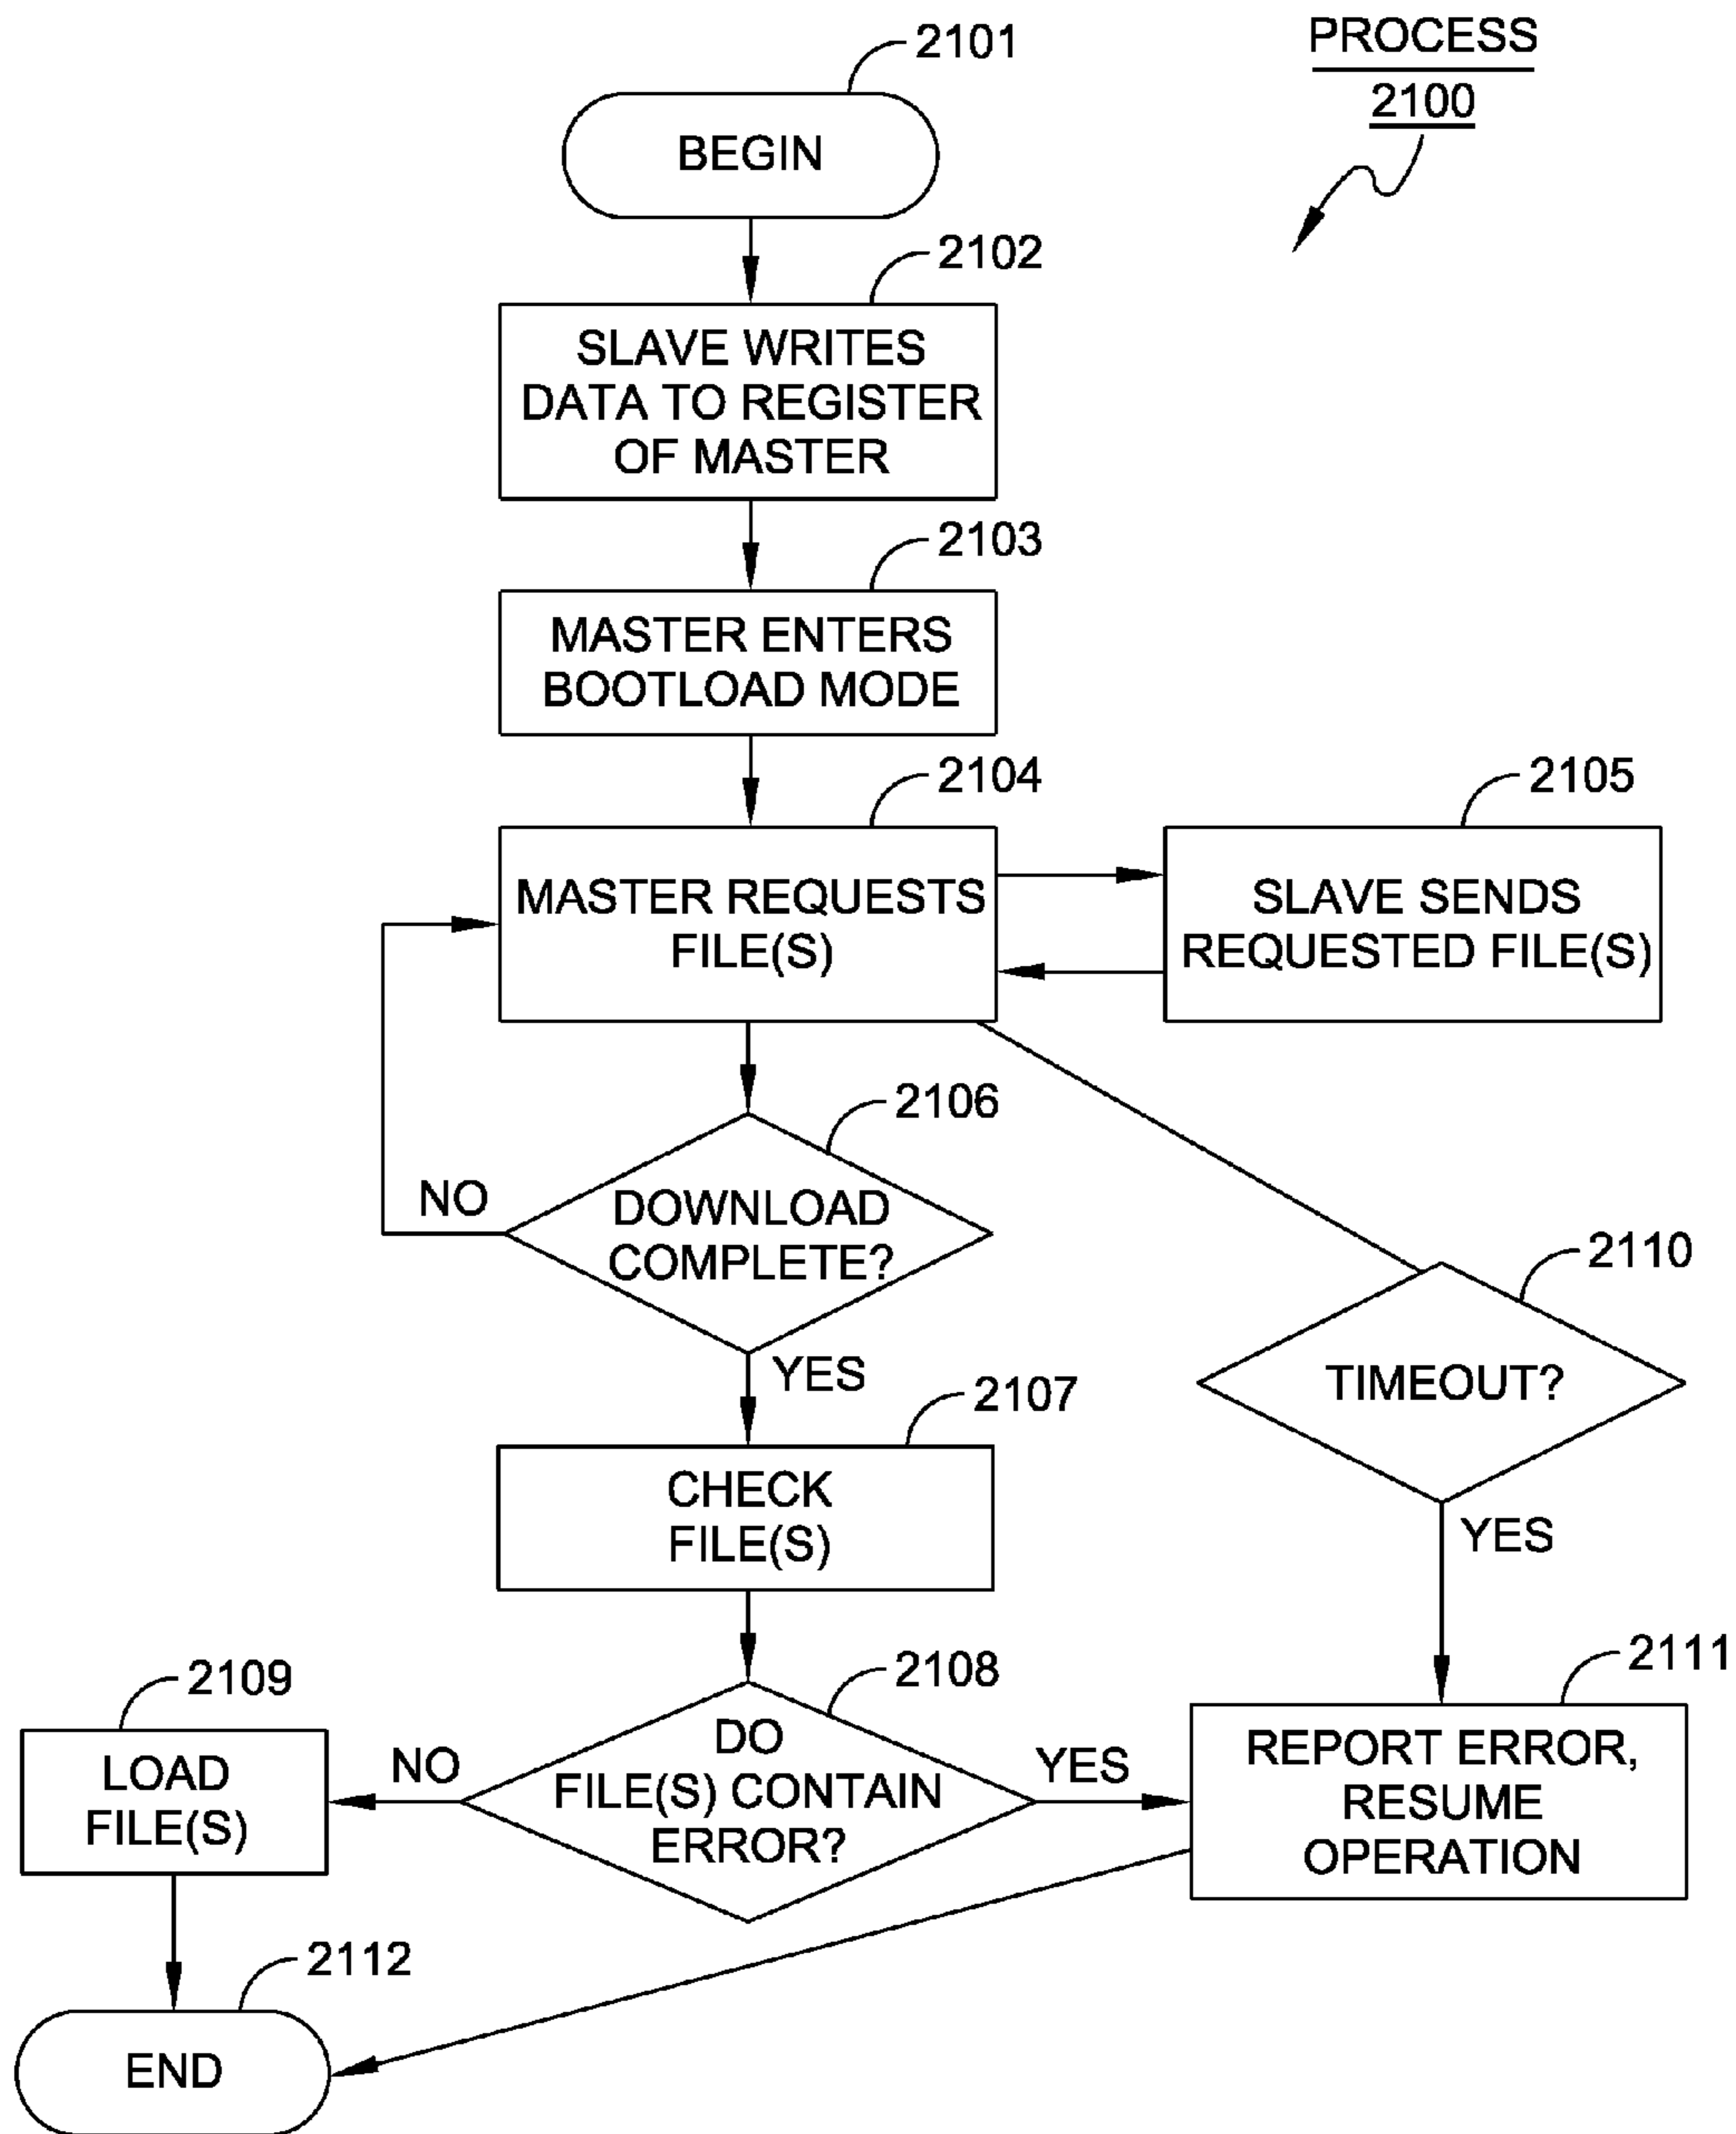 PROCESS
2100
2101
BEGIN
2102
SLAVE WRITES
DATA TO REGISTER
OF MASTER
2103
MASTER ENTERS
BOOTLOAD MODE
2104
MASTER REQUESTS
FILE(S)
2105
SLAVE SENDS
REQUESTED FILE(S)
2106
DOWNLOAD
COMPLETE?
NO
YES
2110
TIMEOUT?
YES
2107
CHECK
FILE(S)
2108
DO
FILE(S) CONTAIN
ERROR?
NO
YES
2109
LOAD
FILE(S)
2111
REPORT ERROR,
RESUME
OPERATION
2112
END